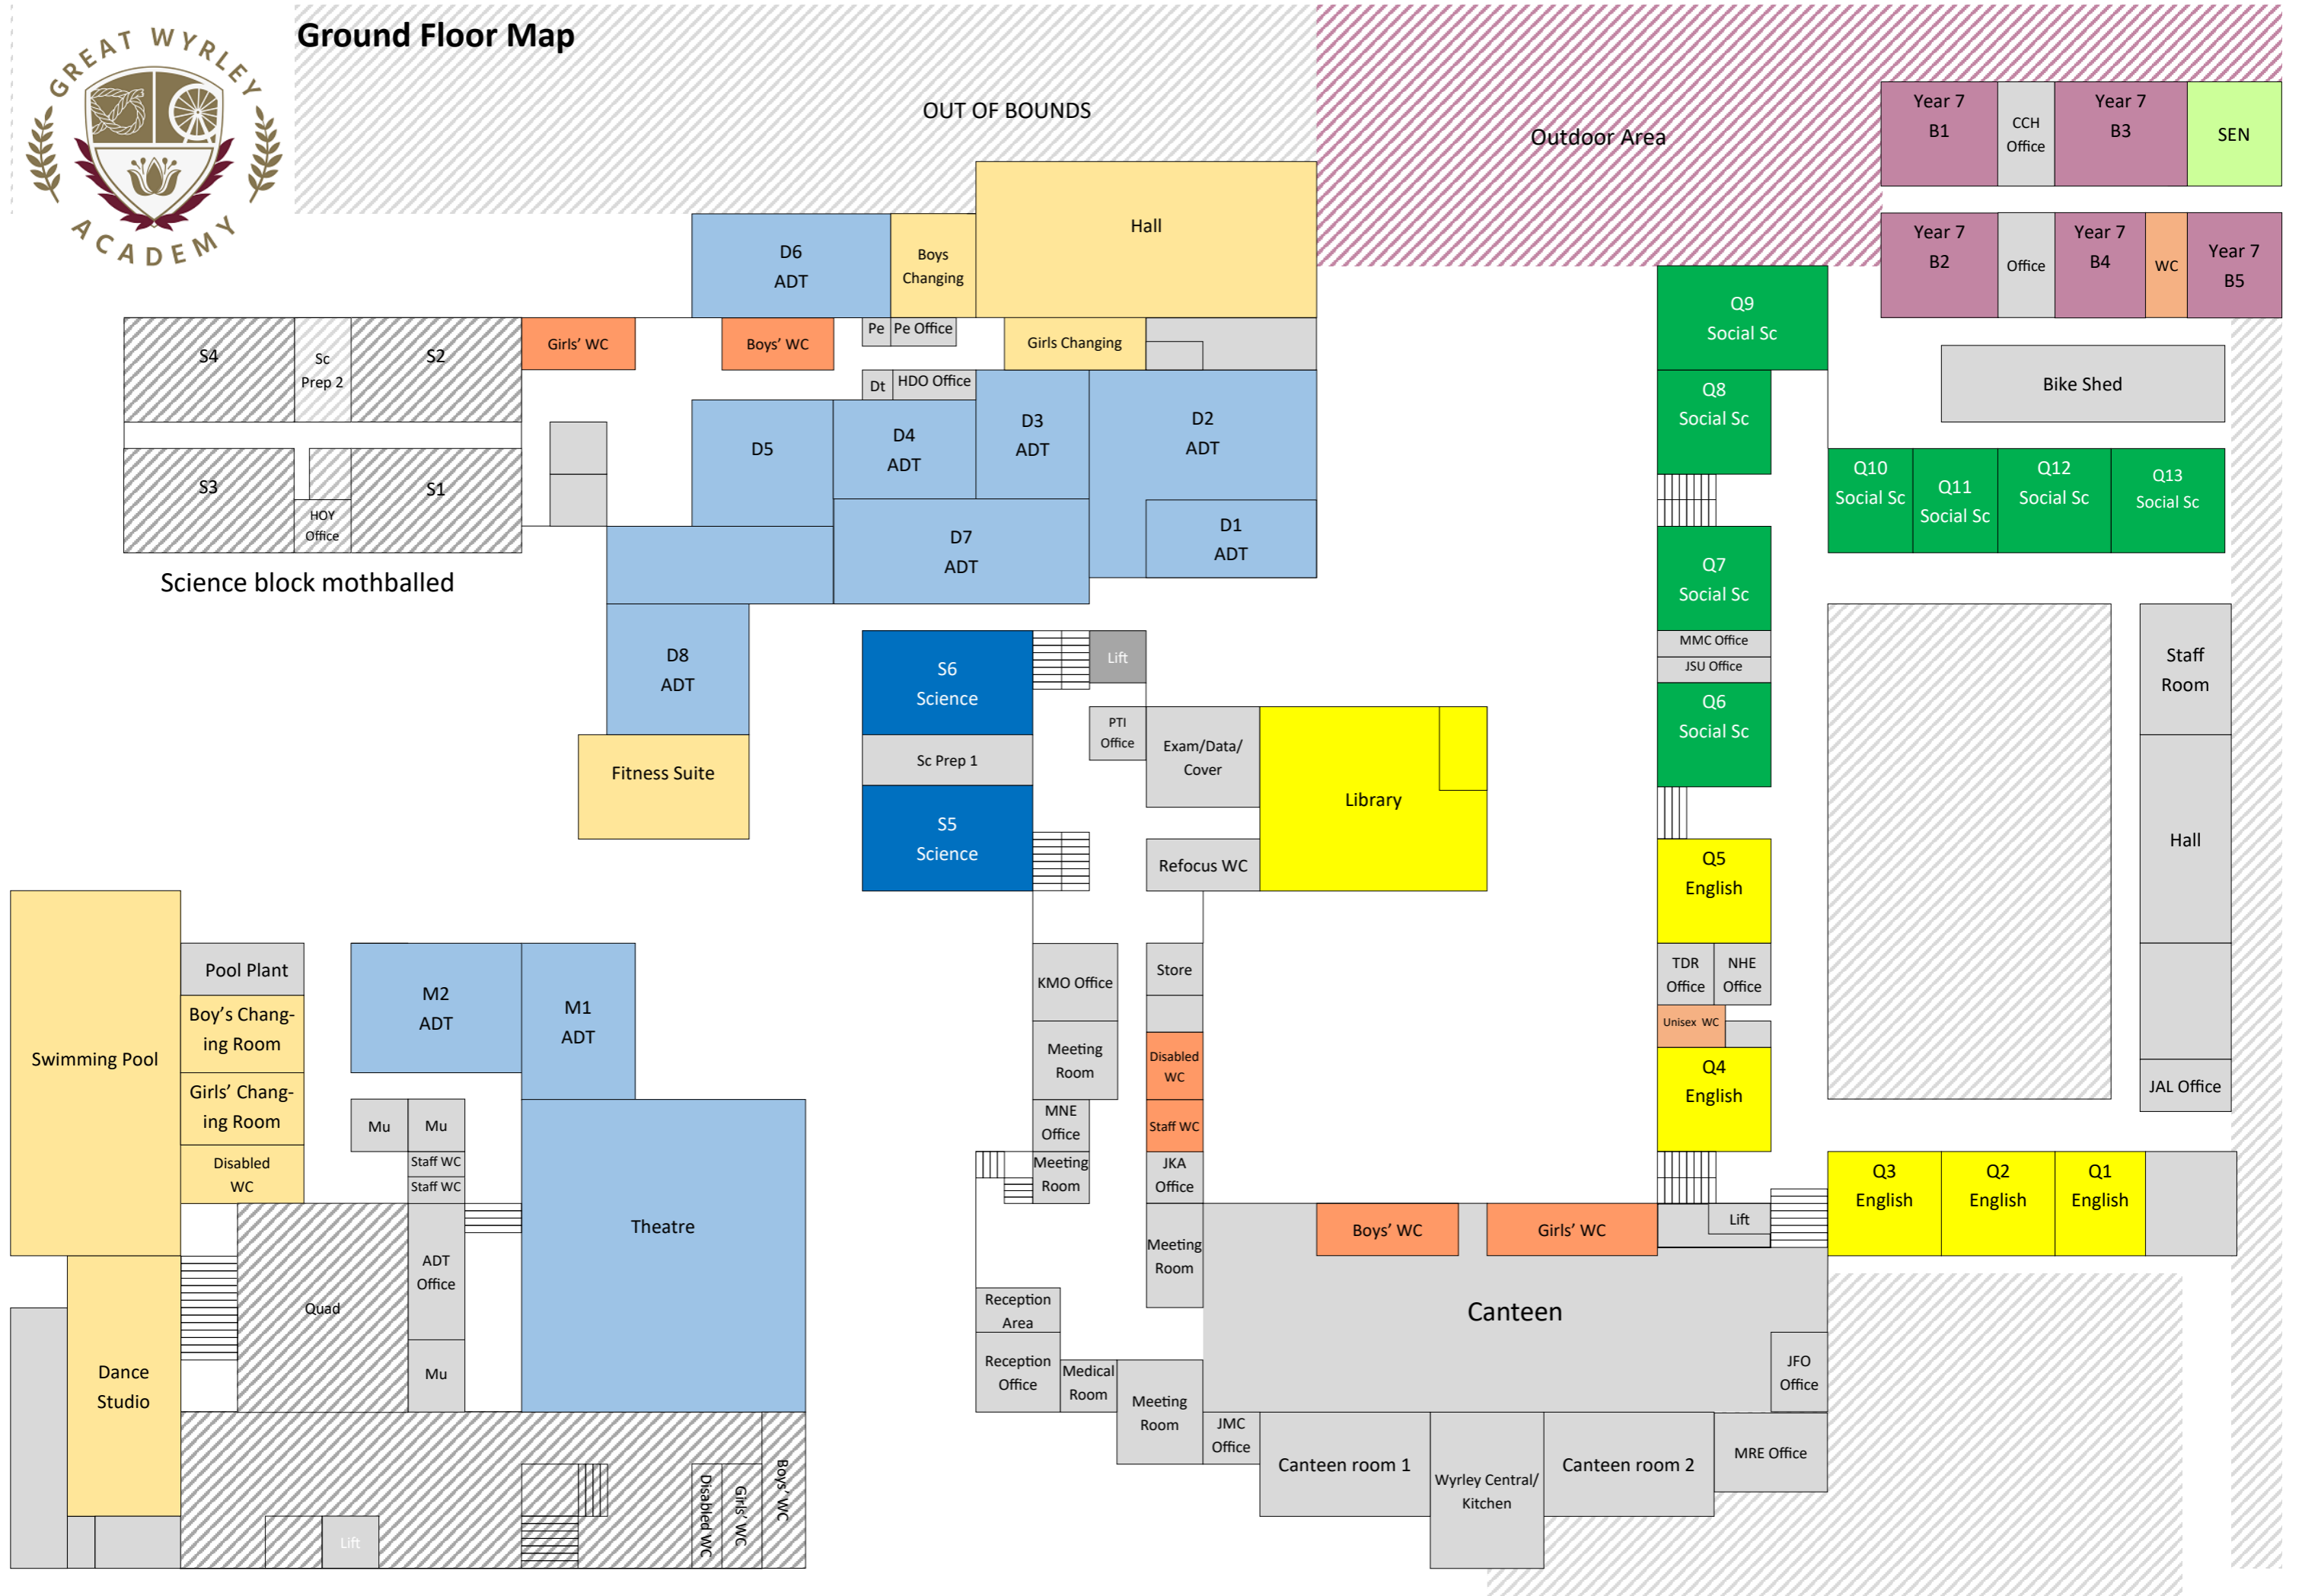 GREAT WYRLEY
ACADEMY
Ground Floor Map
OUT OF BOUNDS
Outdoor Area
Year 7
B1
CCH
Office
Year 7
B3
SEN
Year 7
B2
Office
Year 7
B4
WC
Year 7
B5
Hall
D6
ADT
Boys
Changing
Q9
Social Sc
S4
Sc
Prep 2
S2
Girls' WC
Boys' WC
Pe
Pe Office
Girls Changing
Bike Shed
Dt
HDO Office
Q8
Social Sc
D5
D4
ADT
D3
ADT
D2
ADT
S3
HOY
Office
S1
Q10
Social Sc
Q11
Social Sc
Q12
Social Sc
Q13
Social Sc
D7
ADT
D1
ADT
Science block mothballed
Q7
Social Sc
MMC Office
JSU Office
Staff
Room
D8
ADT
S6
Science
Lift
Q6
Social Sc
PTI
Office
Exam/Data/
Cover
Fitness Suite
Sc Prep 1
Library
S5
Science
Refocus WC
Q5
English
Hall
Swimming Pool
Pool Plant
Boy's Chang-
ing Room
Girls' Chang-
ing Room
Disabled
WC
M2
ADT
M1
ADT
KMO Office
Store
TDR
Office
NHE
Office
Unisex WC
Meeting
Room
Disabled
WC
Q4
English
JAL Office
Mu
Mu
MNE
Office
Staff WC
Staff WC
Staff WC
Meeting
Room
JKA
Office
Q3
English
Q2
English
Q1
English
Theatre
Meeting
Room
Boys' WC
Girls' WC
Lift
ADT
Office
Quad
Reception
Area
Canteen
Dance
Studio
Mu
Reception
Office
Medical
Room
Meeting
Room
JFO
Office
JMC
Office
Canteen room 1
Wyrley Central/
Kitchen
Canteen room 2
MRE Office
Lift
Disabled WC
Girls' WC
Boys' WC